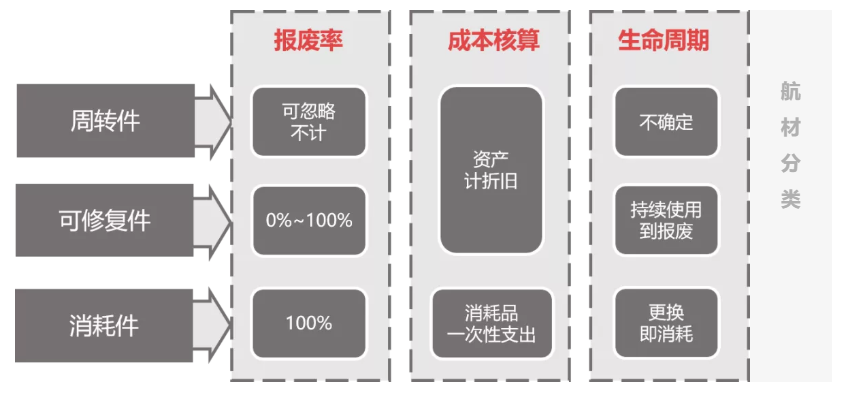 报废率
成本核算
生命周期
周转件
可忽略
不计
资产
计折旧
不确定
可修复件
0%~100%
持续使用
到报废
消耗件
100%
消耗品
一次性支出
更换
即消耗
航
材
分
类